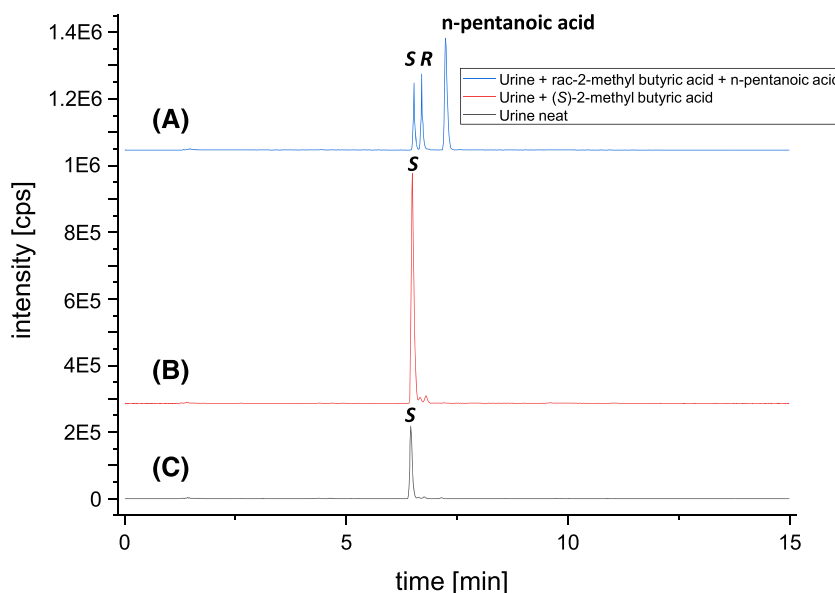 n-pentanoic acid
1.4E6
S R
Urine + rac-2-methyl butyric acid + n-pentanoic acid
Urine + (S)-2-methyl butyric acid
Urine neat
1.2E6
(A)
1E6
S
intensity [cps]
8E5
6E5
4E5
(B)
S
2E5
(C)
0
0 5 10 15
time [min]